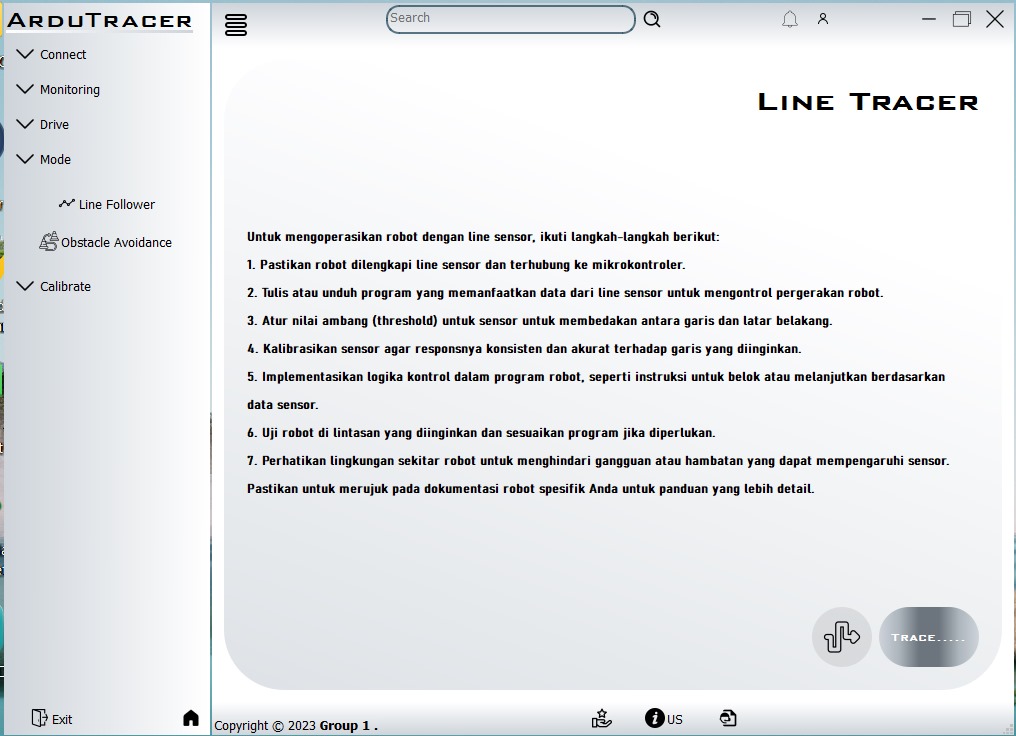 ArduTracer
Search
Connect
Monitoring
Drive
Mode
Line Follower
Obstacle Avoidance
Calibrate
Exit
Line Tracer
Untuk mengoperasikan robot dengan line sensor, ikuti langkah-langkah berikut:
1. Pastikan robot dilengkapi line sensor dan terhubung ke mikrokontroler.
2. Tulis atau unduh program yang memanfaatkan data dari line sensor untuk mengontrol pergerakan robot.
3. Atur nilai ambang (threshold) untuk sensor untuk membedakan antara garis dan latar belakang.
4. Kalibrasikan sensor agar responsnya konsisten dan akurat terhadap garis yang diinginkan.
5. Implementasikan logika kontrol dalam program robot, seperti instruksi untuk belok atau melanjutkan berdasarkan
data sensor.
6. Uji robot di lintasan yang diinginkan dan sesuaikan program jika diperlukan.
7. Perhatikan lingkungan sekitar robot untuk menghindari gangguan atau hambatan yang dapat mempengaruhi sensor.
Pastikan untuk merujuk pada dokumentasi robot spesifik Anda untuk panduan yang lebih detail.
Trace.....
Copyright © 2023 Group 1 .
US